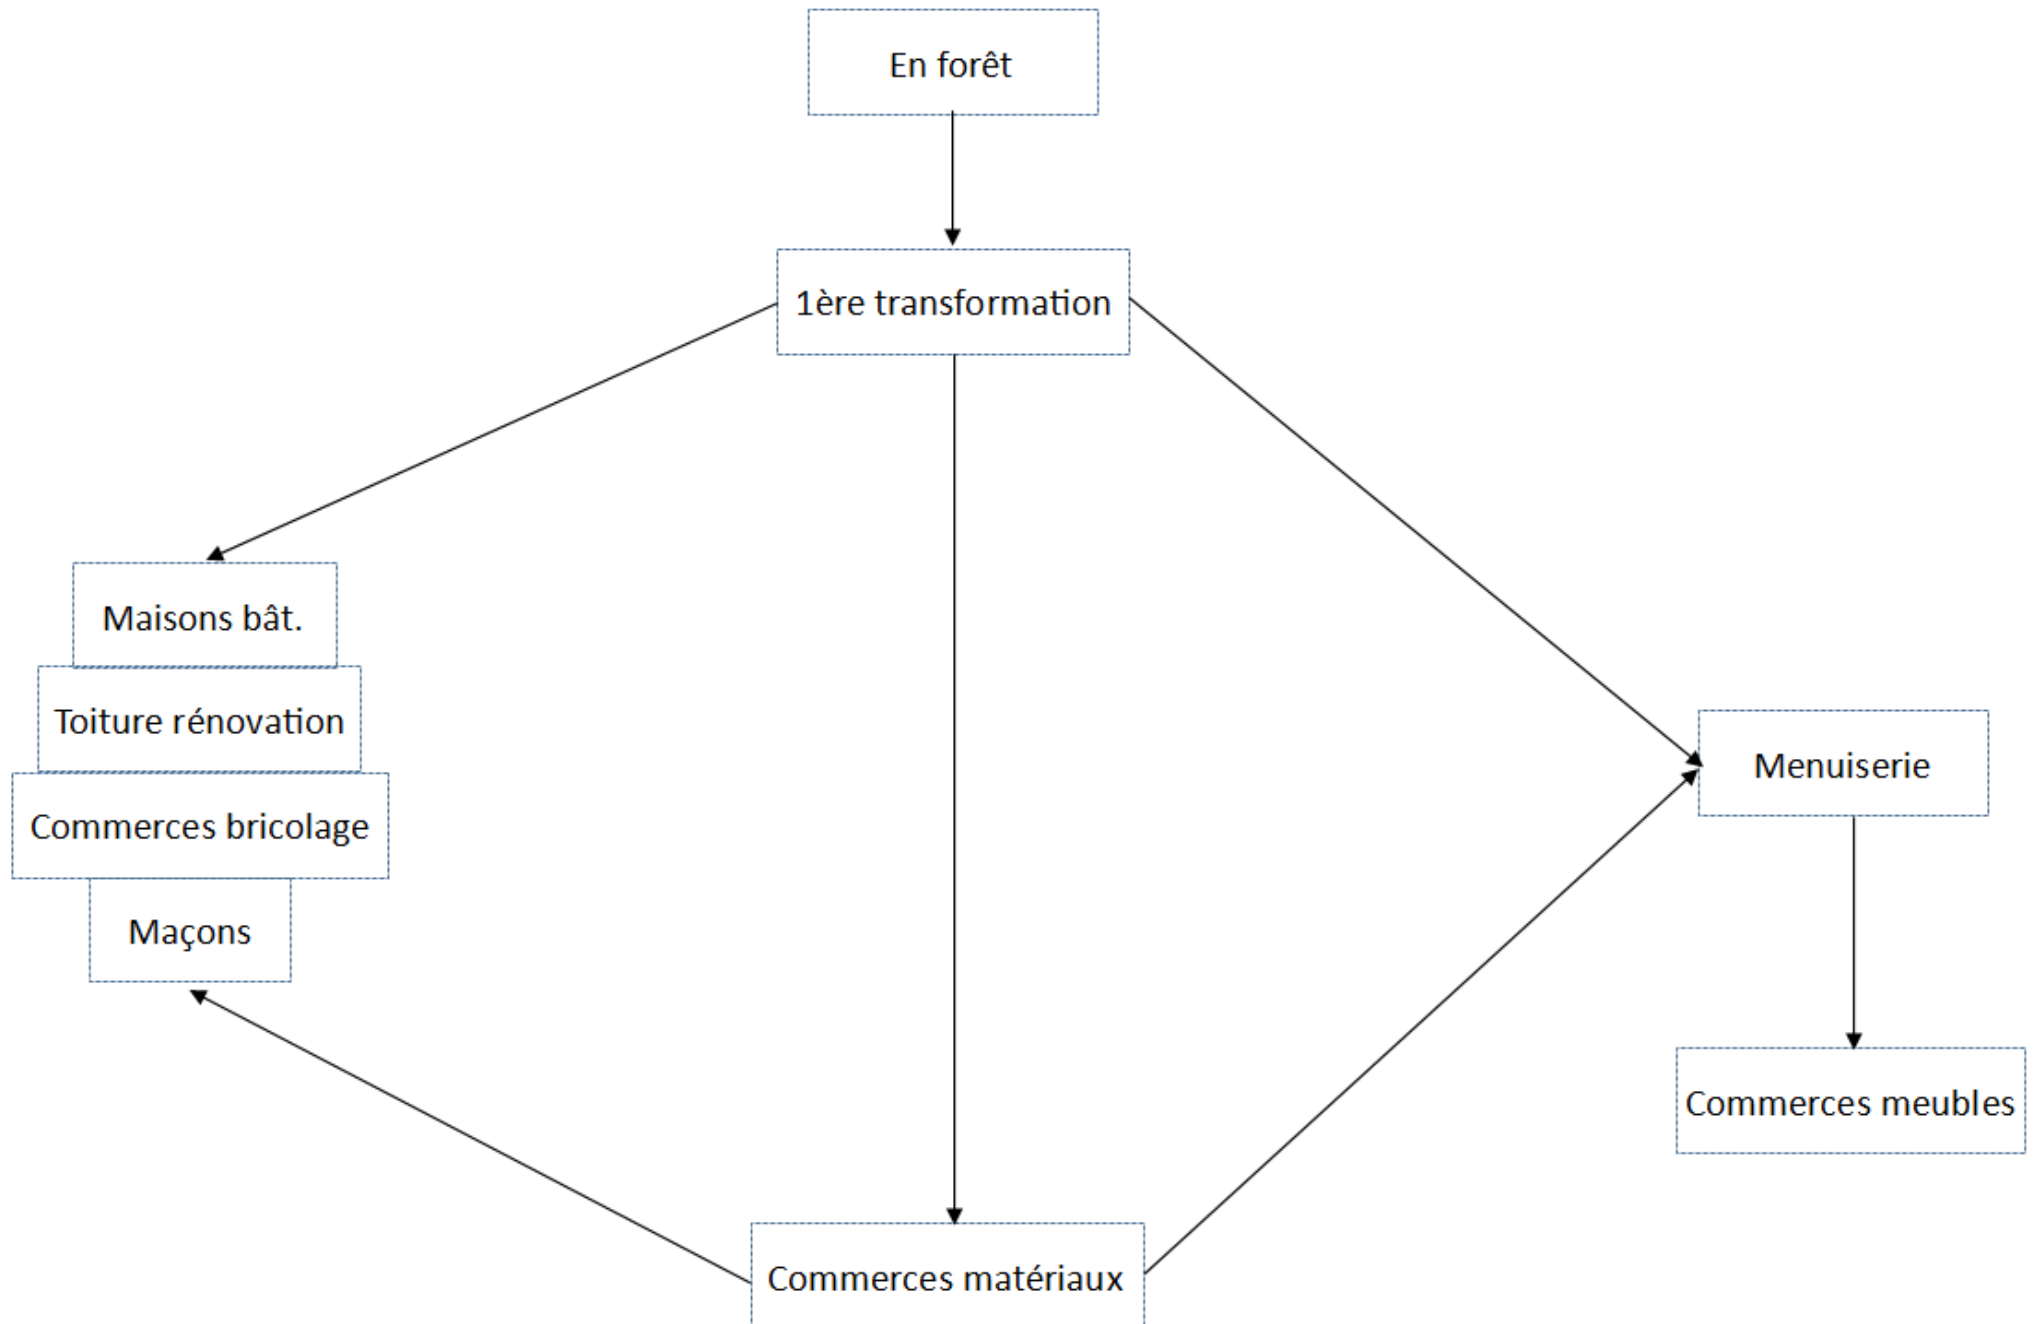 En forêt
1ère transformation
Maisons bât.
Toiture rénovation
Commerces bricolage
Maçons
Menuiserie
Commerces meubles
Commerces matériaux